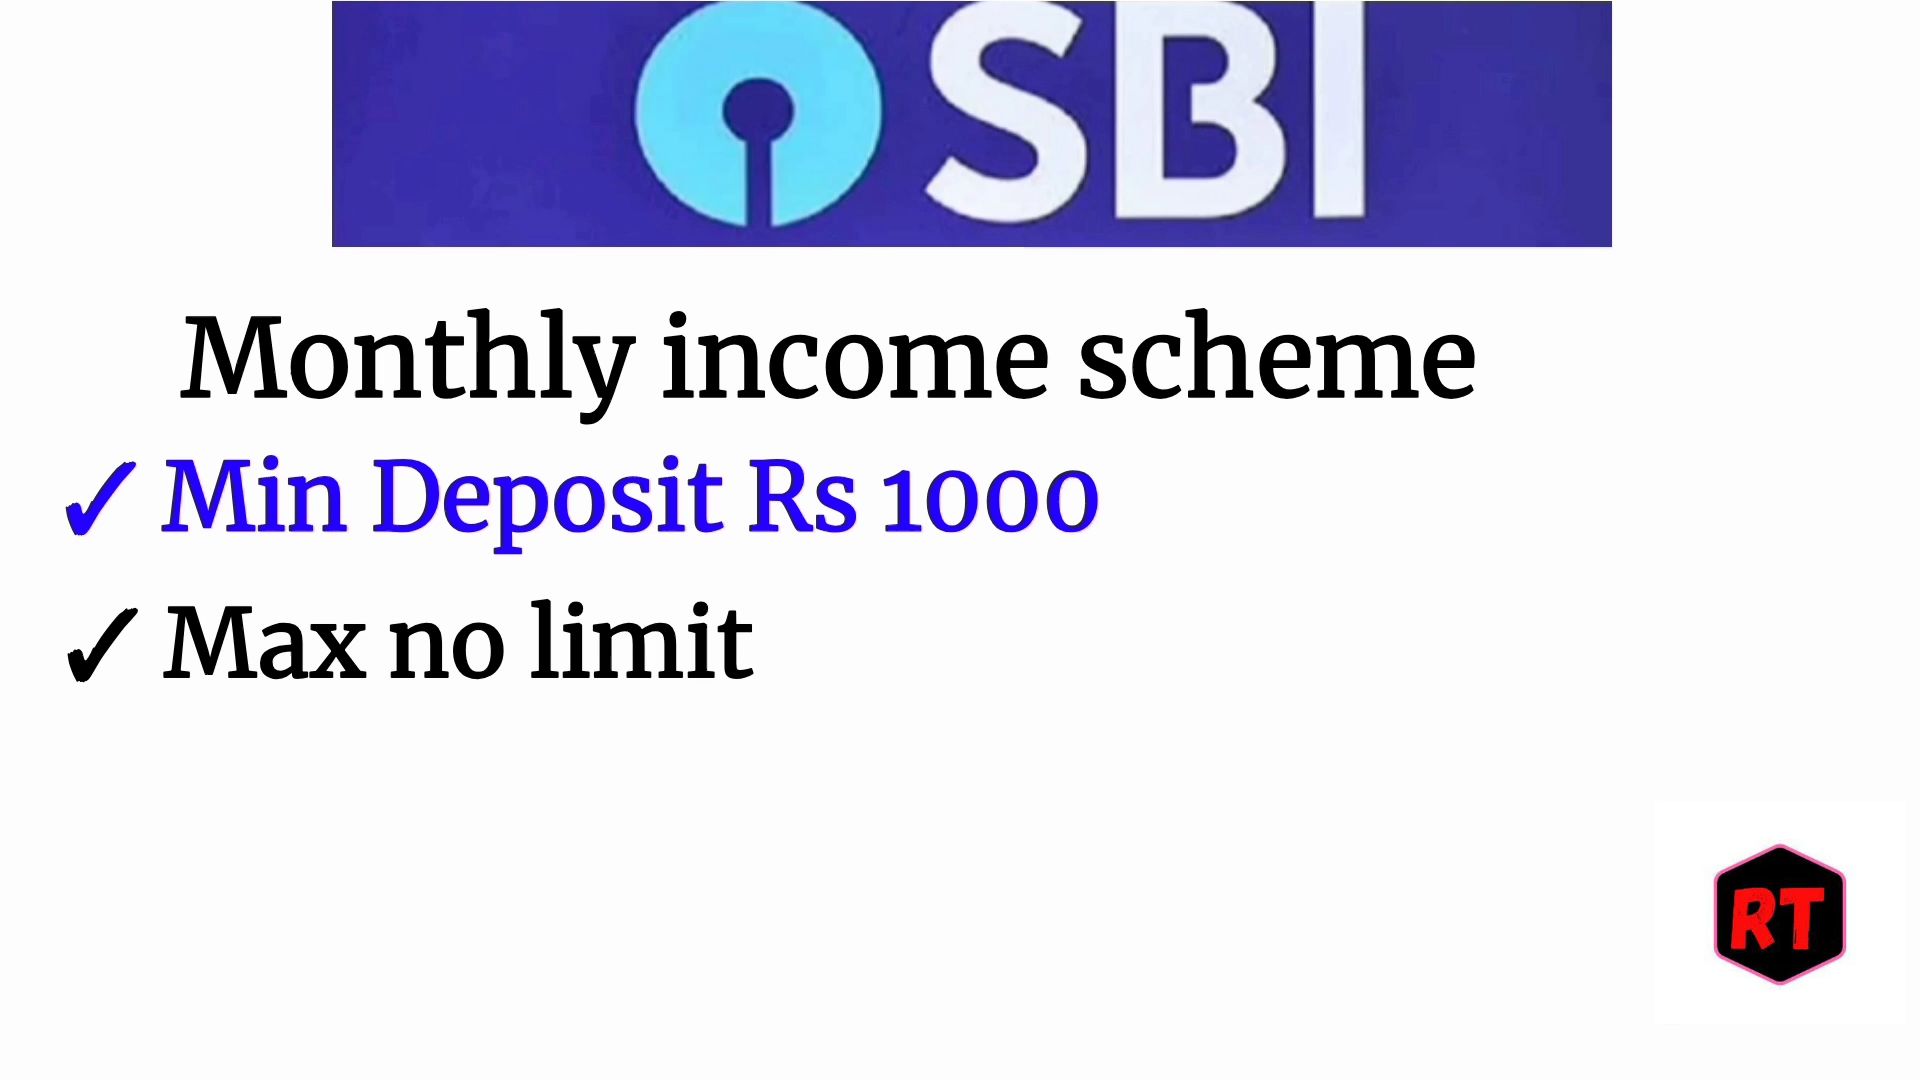 SBI
Monthly income scheme
✓ Min Deposit Rs 1000
✓ Max no limit
RT